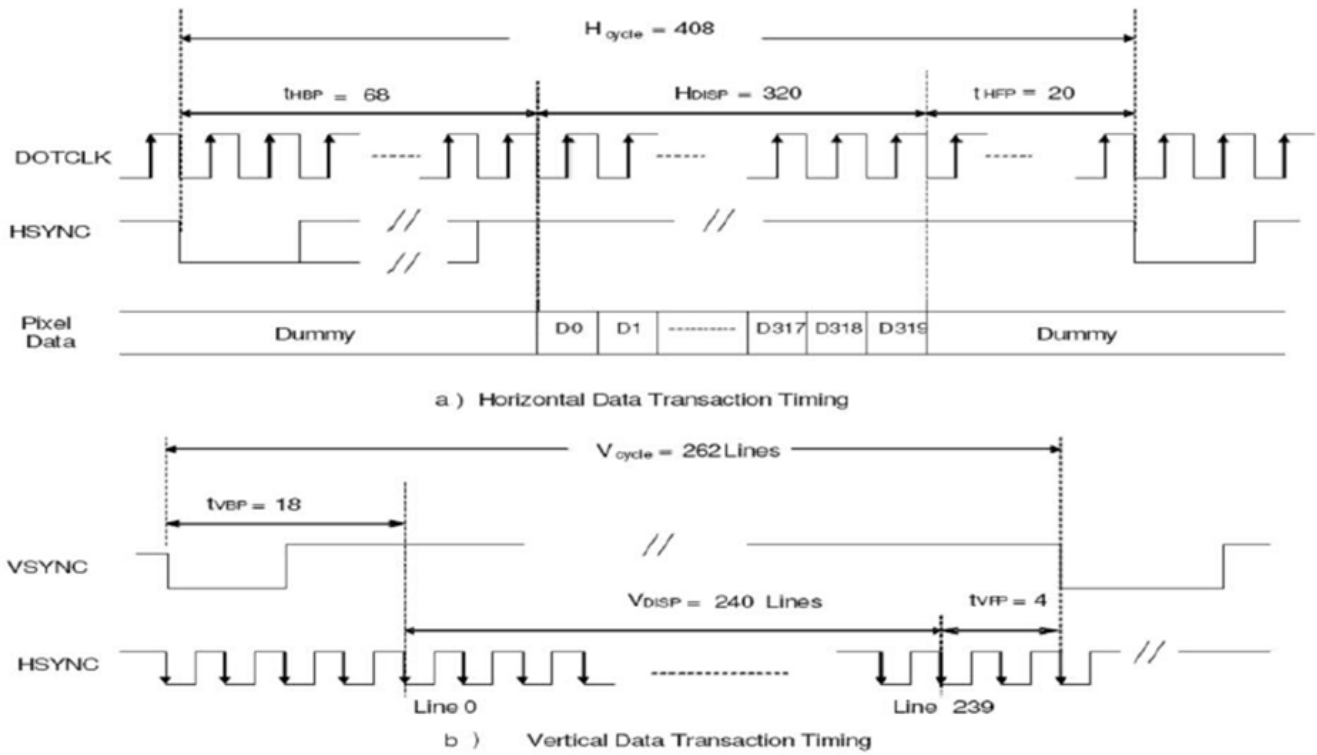 H cycle = 408
tHBP = 68
HDISP = 320
tHFP = 20
DOTCLK
HSYNC
Pixel
Data
Dummy
D0
D1
D317
D318
D319
Dummy
a ) Horizontal Data Transaction Timing
V cycle = 262 Lines
tVBP = 18
VSYNC
VDISP = 240 Lines
tVFP = 4
HSYNC
Line 0
Line 239
b ) Vertical Data Transaction Timing